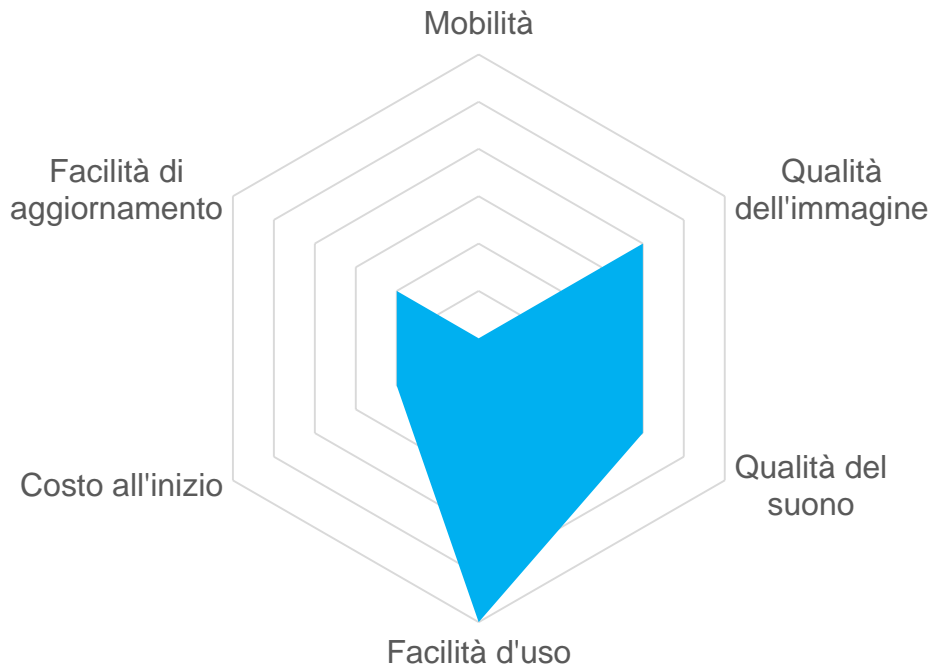 Mobilità
Facilità di
aggiornamento
Qualità
dell'immagine
Costo all'inizio
Qualità del
suono
Facilità d'uso